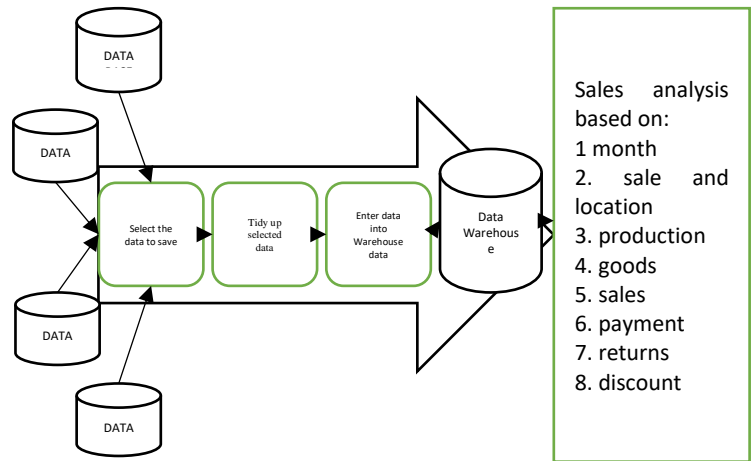 DATA
DATA
DATA
DATA
Select the
data to save
Tidy up
selected
data
Enter data
into
Warehouse
data
Data
Warehous
e
Sales analysis
based on:
1 month
2. sale and
location
3. production
4. goods
5. sales
6. payment
7. returns
8. discount